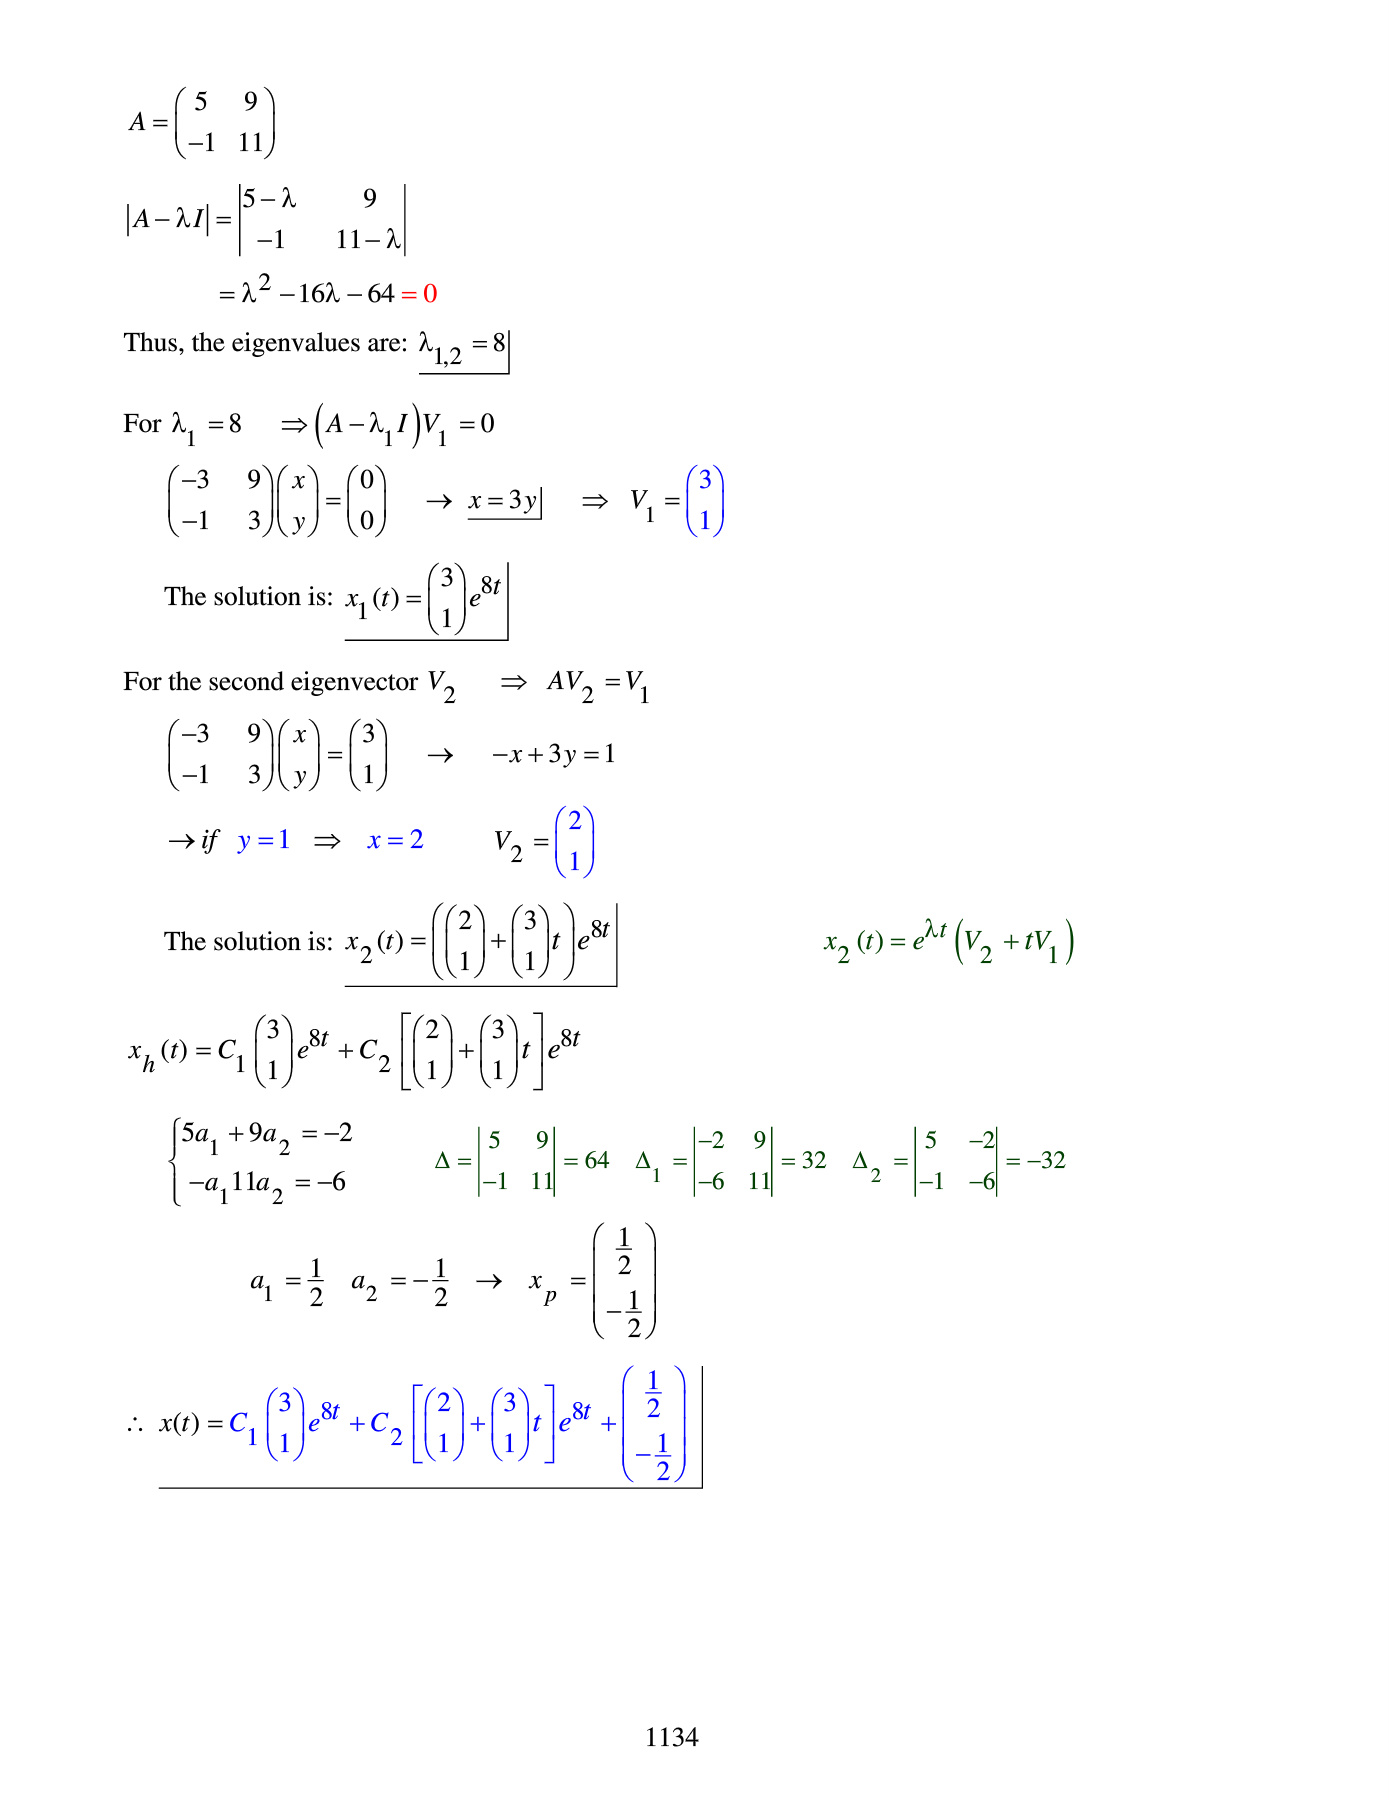 A = ( 5 9 ; −1 11 )
|A − λI| = | 5 − λ 9 ; −1 11 − λ |
= λ² − 16λ − 64 = 0
Thus, the eigenvalues are: λ₁,₂ = 8
For λ₁ = 8 ⇒ (A − λ₁I)V₁ = 0
( −3 9 ; −1 3 )( x ; y ) = ( 0 ; 0 ) → x = 3y ⇒ V₁ = ( 3 ; 1 )
The solution is: x₁(t) = ( 3 ; 1 ) e^{8t}
For the second eigenvector V₂ ⇒ AV₂ = V₁
( −3 9 ; −1 3 )( x ; y ) = ( 3 ; 1 ) → −x + 3y = 1
→ if y = 1 ⇒ x = 2 V₂ = ( 2 ; 1 )
The solution is: x₂(t) = ( ( 2 ; 1 ) + ( 3 ; 1 ) t ) e^{8t} x₂(t) = e^{λt} (V₂ + tV₁)
x_h(t) = C₁ ( 3 ; 1 ) e^{8t} + C₂ [ ( 2 ; 1 ) + ( 3 ; 1 ) t ] e^{8t}
{ 5a₁ + 9a₂ = −2 ; −a₁11a₂ = −6 Δ = | 5 9 ; −1 11 | = 64 Δ₁ = | −2 9 ; −6 11 | = 32 Δ₂ = | 5 −2 ; −1 −6 | = −32
a₁ = 1/2 a₂ = −1/2 → x_p = ( 1/2 ; −1/2 )
∴ x(t) = C₁ ( 3 ; 1 ) e^{8t} + C₂ [ ( 2 ; 1 ) + ( 3 ; 1 ) t ] e^{8t} + ( 1/2 ; −1/2 )
1134